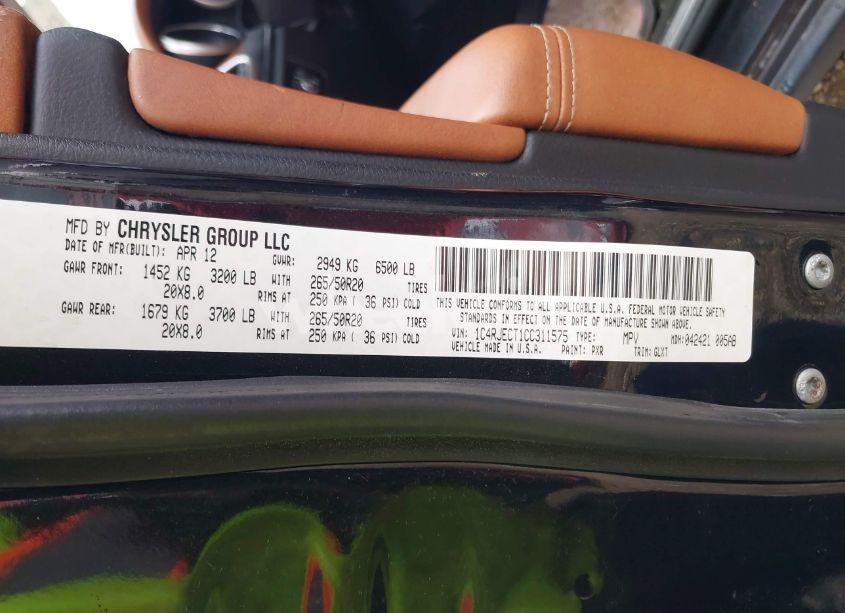 MFD BY CHRYSLER GROUP LLC
DATE OF MFR(BUILT): APR 12 GVWR: 2949 KG 6500 LB
GAWR FRONT: 1452 KG 3200 LB WITH 265/50R20 TIRES
20X8.0 RIMS AT 250 KPA ( 36 PSI) COLD
GAWR REAR: 1679 KG 3700 LB WITH 265/50R20 TIRES
20X8.0 RIMS AT 250 KPA ( 36 PSI) COLD
THIS VEHICLE CONFORMS TO ALL APPLICABLE U.S.A. FEDERAL MOTOR VEHICLE SAFETY
STANDARDS IN EFFECT ON THE DATE OF MANUFACTURE SHOWN ABOVE.
VIN: 1C4RJECT1CC311575 TYPE: MPV MDH: 042421 005AB
VEHICLE MADE IN U.S.A. PAINT: PXR TRIM: GLXT